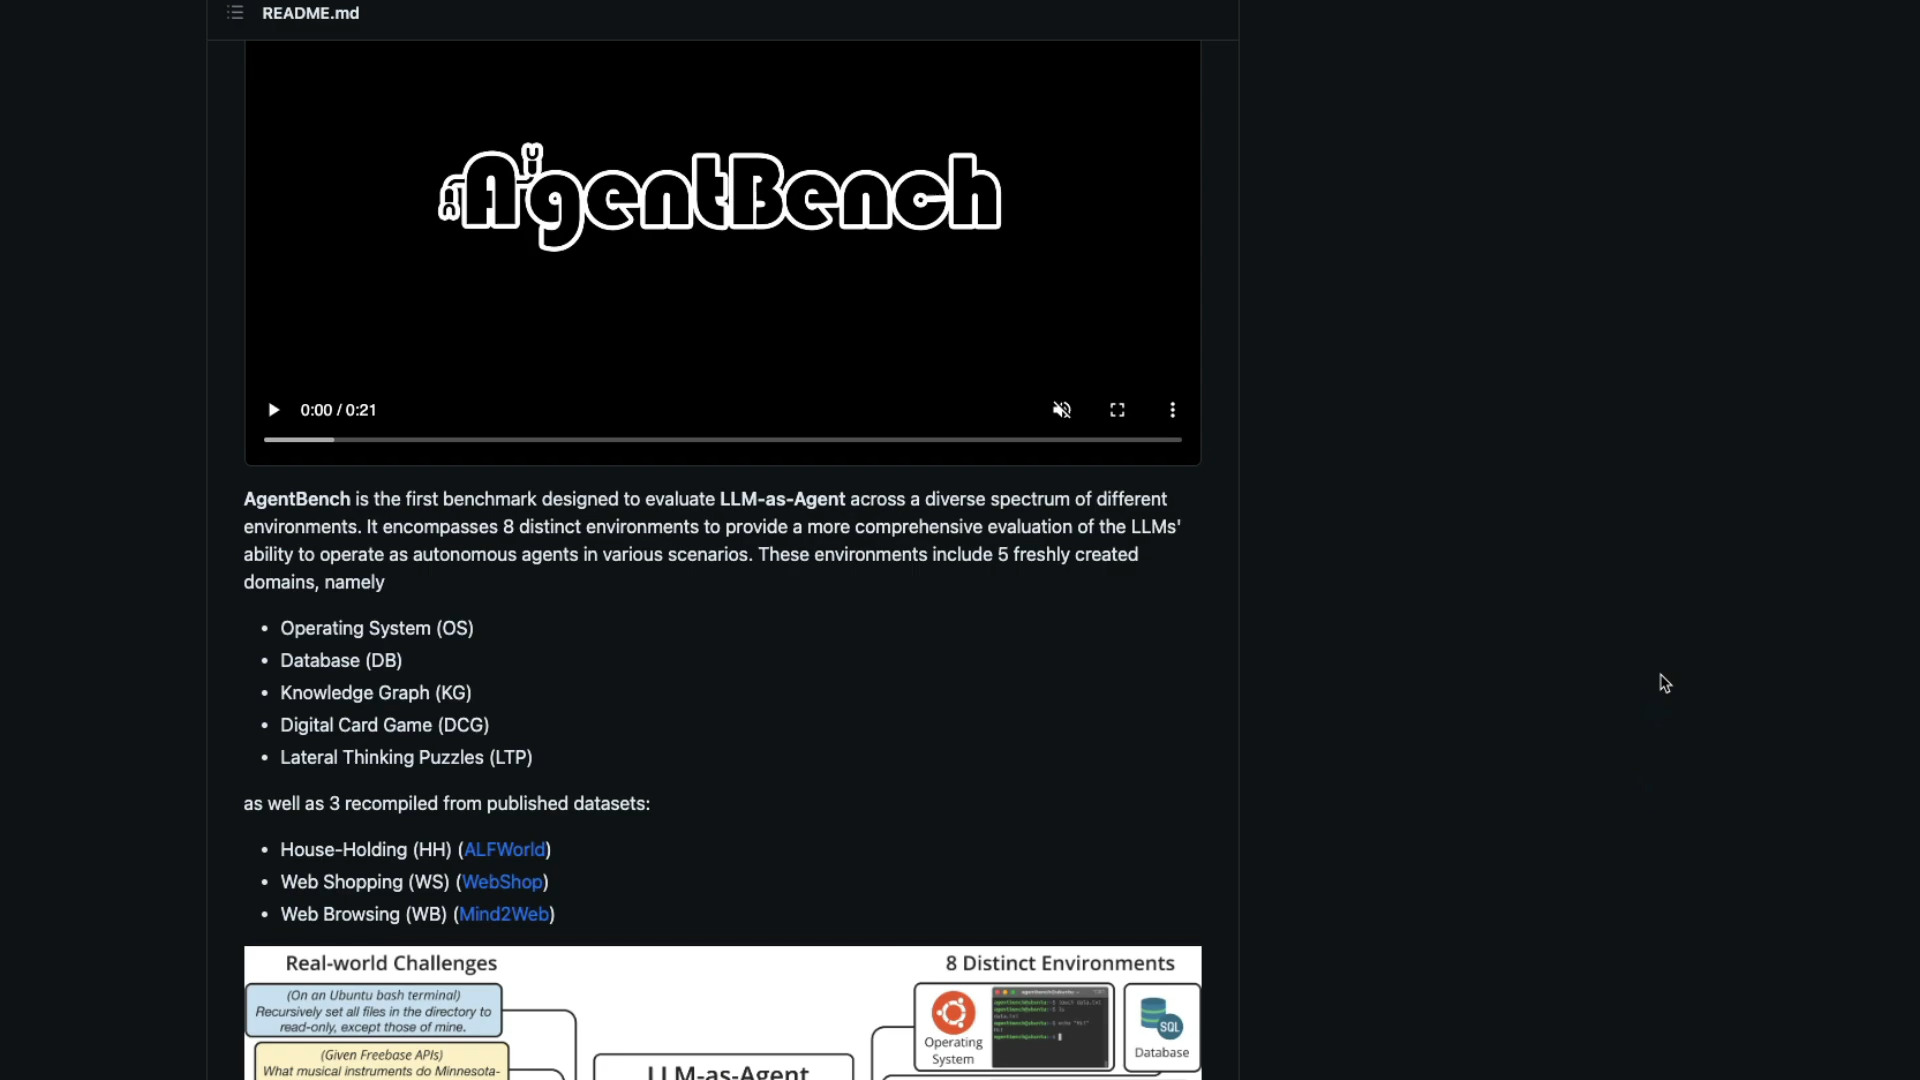 README.md
AgentBench
0:00 / 0:21
AgentBench is the first benchmark designed to evaluate LLM-as-Agent across a diverse spectrum of different
environments. It encompasses 8 distinct environments to provide a more comprehensive evaluation of the LLMs'
ability to operate as autonomous agents in various scenarios. These environments include 5 freshly created
domains, namely
• Operating System (OS)
• Database (DB)
• Knowledge Graph (KG)
• Digital Card Game (DCG)
• Lateral Thinking Puzzles (LTP)
as well as 3 recompiled from published datasets:
• House-Holding (HH) (ALFWorld)
• Web Shopping (WS) (WebShop)
• Web Browsing (WB) (Mind2Web)
Real-world Challenges
(On an Ubuntu bash terminal)
Recursively set all files in the directory to
read-only, except those of mine.
(Given Freebase APIs)
What musical instruments do Minnesota-
LLM-as-Agent
8 Distinct Environments
Operating
System
SQL
Database